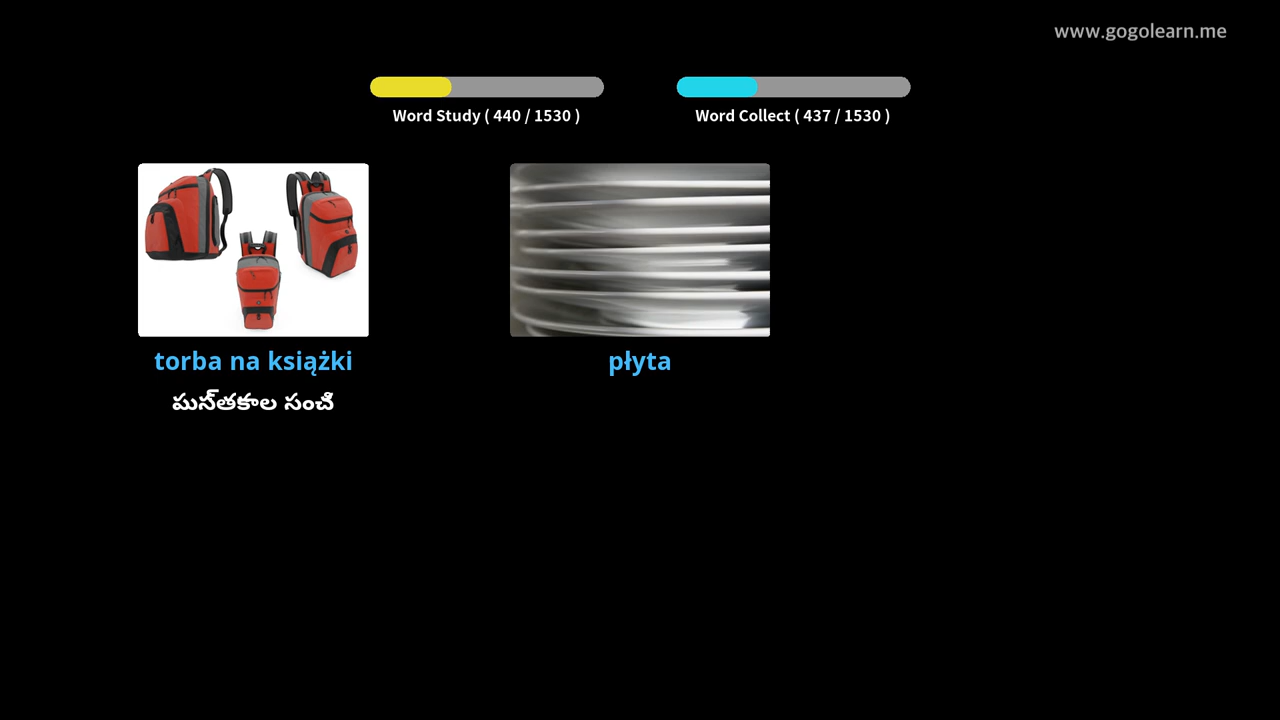 www.gogolearn.me
Word Study ( 440 / 1530 )
Word Collect ( 437 / 1530 )
torba na książki
płyta
పుస్తకాల సంచి